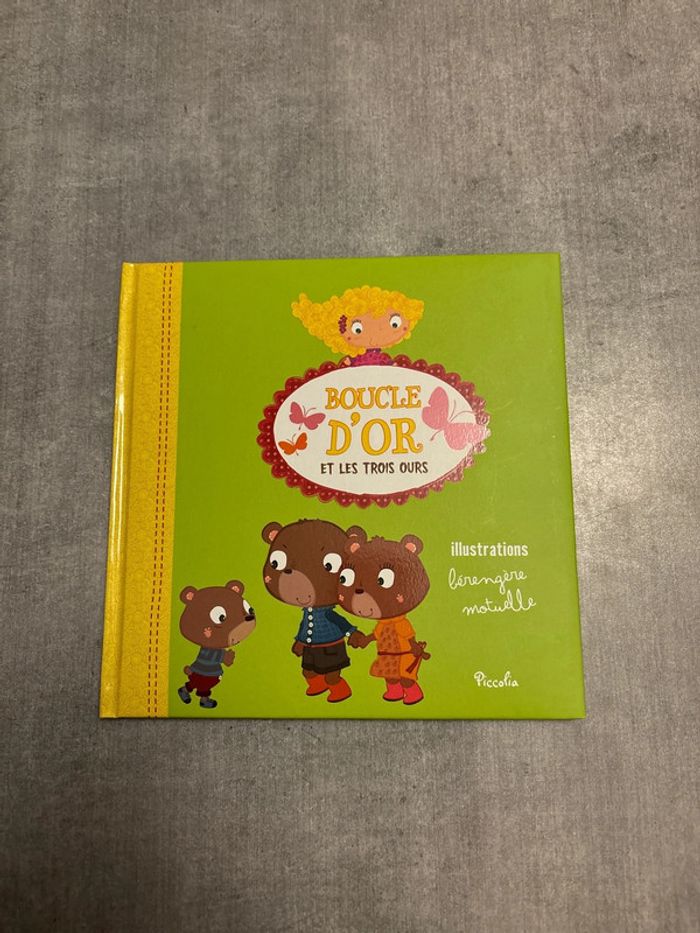 BOUCLE
D'OR
ET LES TROIS OURS
illustrations
bérengère
motuelle
Piccolia